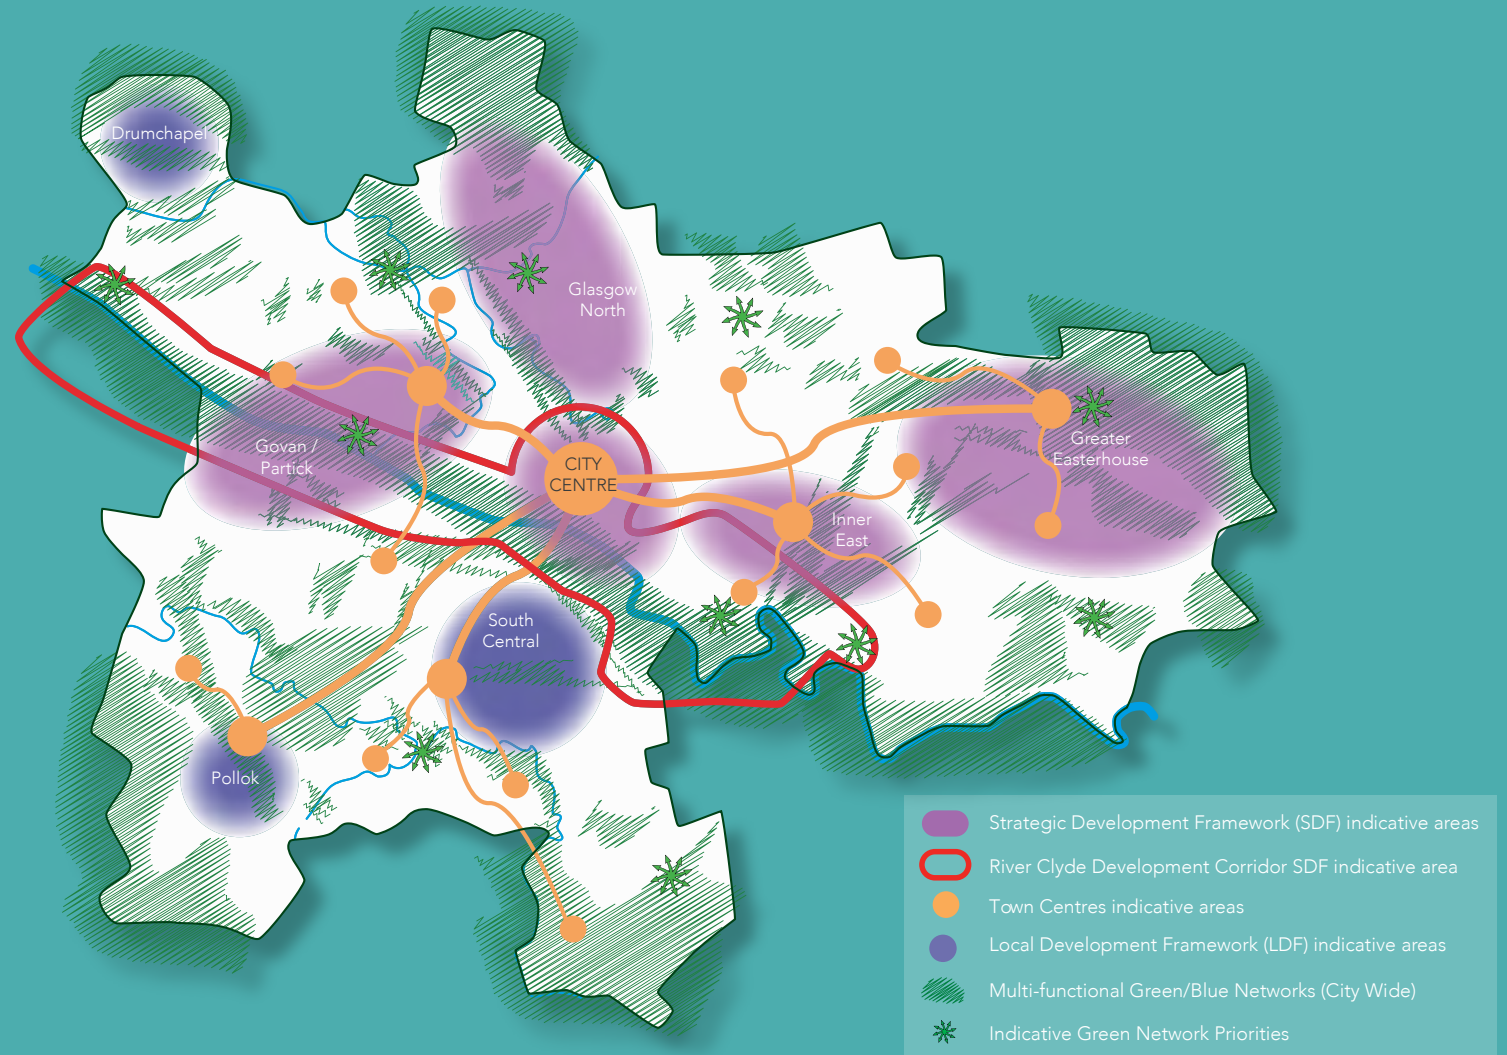 Drumchapel
Glasgow
North
Govan /
Partick
CITY
CENTRE
Greater
Easterhouse
Inner
East
South
Central
Pollok
Strategic Development Framework (SDF) indicative areas
River Clyde Development Corridor SDF indicative area
Town Centres indicative areas
Local Development Framework (LDF) indicative areas
Multi-functional Green/Blue Networks (City Wide)
Indicative Green Network Priorities